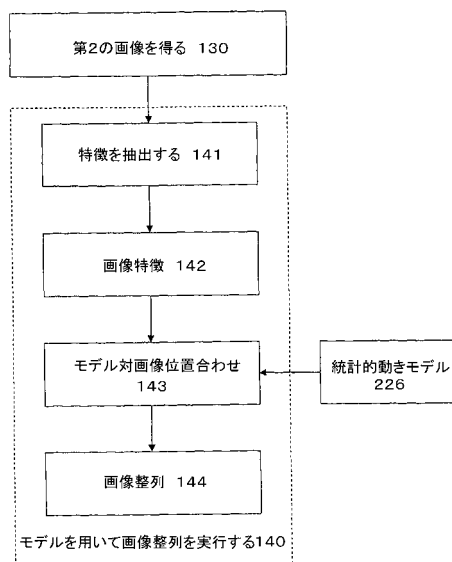 第2の画像を得る 130
特徴を抽出する 141
画像特徴 142
モデル対画像位置合わせ
143
統計的動きモデル
226
画像整列 144
モデルを用いて画像整列を実行する140